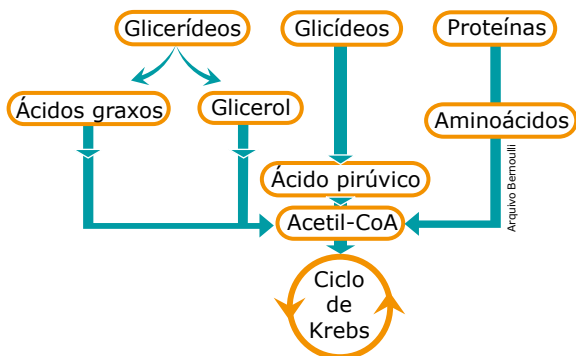 Glicerídeos
Glicídeos
Proteínas
Ácidos graxos
Glicerol
Aminoácidos
Ácido pirúvico
Acetil-CoA
Ciclo
de
Krebs
Arquivo Bernoulli